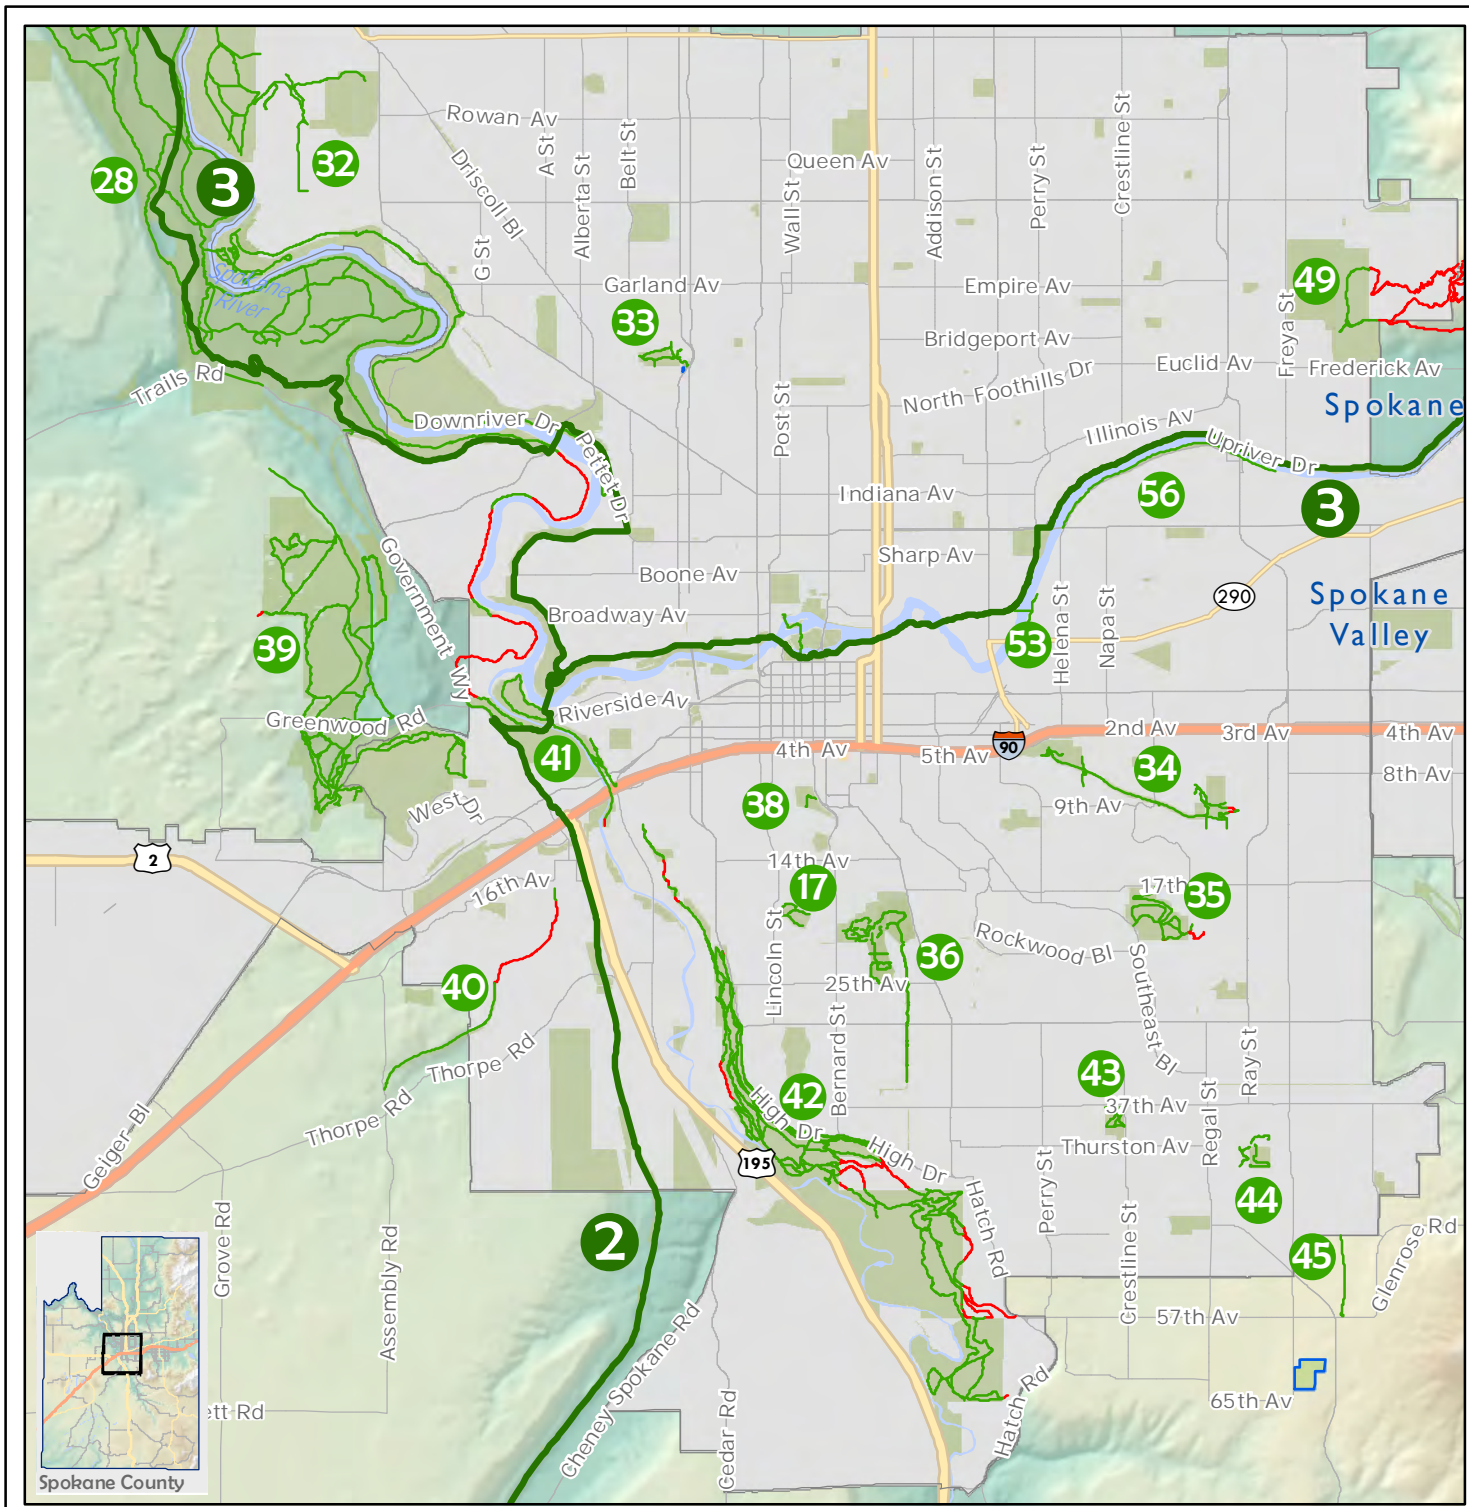 Rowan Av
A St
Alberta St
Belt St
Queen Av
Wall St
Addison St
Perry St
Crestline St
32
28
3
Driscoll Bl
G St
Spokane
River
Garland Av
33
Empire Av
Bridgeport Av
49
Freya St
Euclid Av
Frederick Av
Trails Rd
North Foothills Dr
Spokane
Downriver Dr
Pettet Dr
Post St
Illinois Av
Upriver Dr
Indiana Av
56
3
Government Wy
Sharp Av
Boone Av
290
Spokane
Valley
Broadway Av
39
53
Helena St
Napa St
Greenwood Rd
Riverside Av
2nd Av
3rd Av
4th Av
41
4th Av
5th Av
90
34
8th Av
West Dr
38
9th Av
2
14th Av
16th Av
17
17th
35
Lincoln St
36
Rockwood Bl
40
25th Av
Southeast Bl
Bernard St
Thorpe Rd
Ray St
43
Thorpe Rd
42
37th Av
Geiger Bl
High Dr
High Dr
Thurston Av
Regal St
195
44
Hatch Rd
Perry St
Grove Rd
Assembly Rd
2
45
Crestline St
Glenrose Rd
57th Av
Cheney Spokane Rd
Cedar Rd
Hatch Rd
65th Av
ett Rd
Spokane County